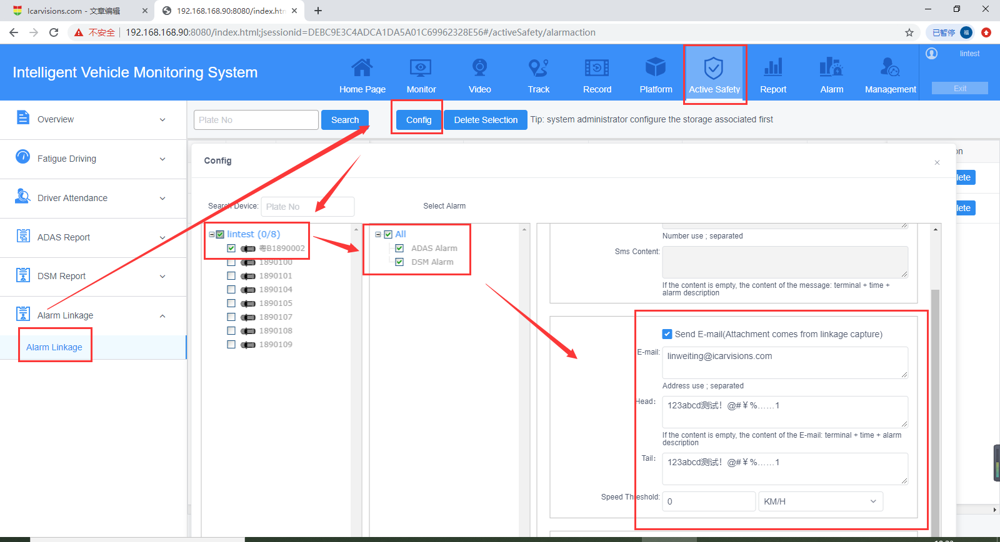 Icarvisions.com - 文章编辑
192.168.168.90:8080/index.htm
不安全
192.168.168.90:8080/index.html;jsessionid=DEBC9E3C4ADCA1DA5A01C69962328E56#/activeSafety/alarmaction
已暂停
福
Intelligent Vehicle Monitoring System
Home Page
Monitor
Video
Track
Record
Platform
Active Safety
Report
Alarm
Management
lintest
Exit
Overview
Fatigue Driving
Driver Attendance
ADAS Report
DSM Report
Alarm Linkage
Alarm Linkage
Plate No
Search
Config
Delete Selection
Tip: system administrator configure the storage associated first
Config
Search Device:
Plate No
Select Alarm
lintest (0/8)
粤B1890002
1890100
1890101
1890104
1890105
1890107
1890108
1890109
All
ADAS Alarm
DSM Alarm
Number use ; separated
Sms Content:
If the content is empty, the content of the message: terminal + time +
alarm description
Send E-mail(Attachment comes from linkage capture)
E-mail:
linweiting@icarvisions.com
Address use ; separated
Head:
123abcd测试！@#￥%……1
If the content is empty, the content of the E-mail: terminal + time + alarm
description
Tail:
123abcd测试！@#￥%……1
Speed Threshold:
0
KM/H
on
lete
lete